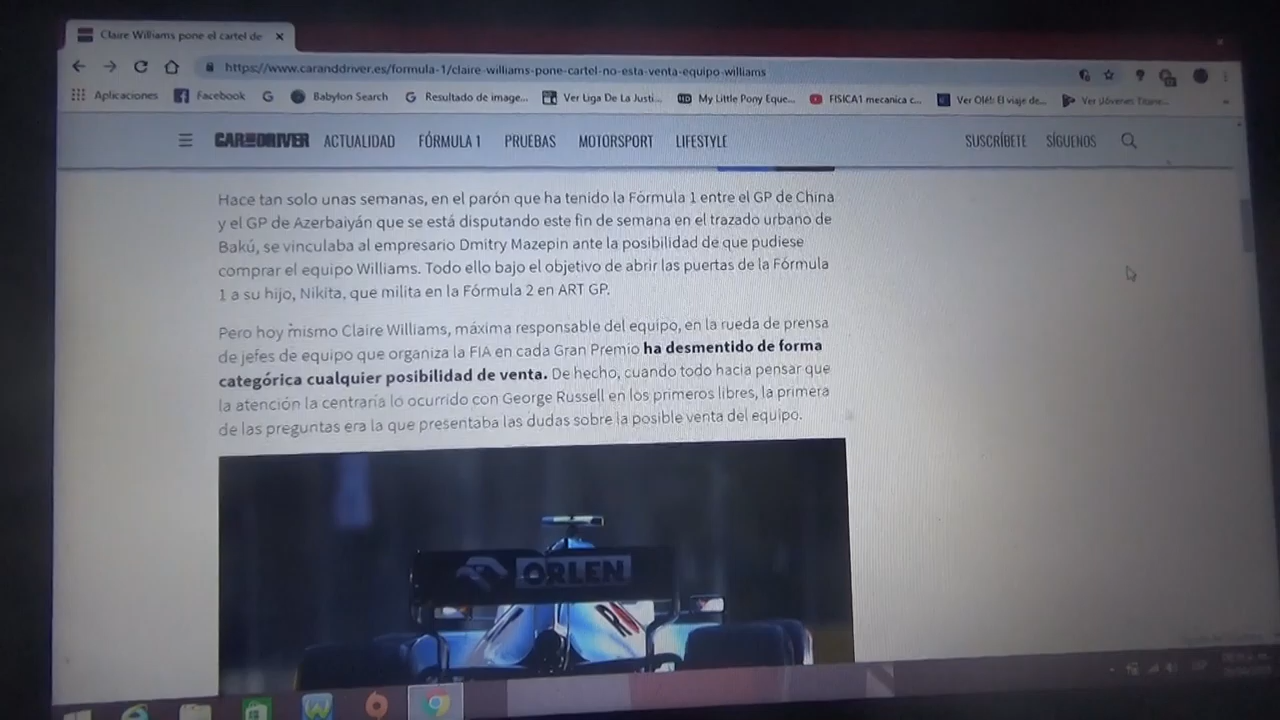 Claire Williams pone el cartel de
https://www.caranddriver.es/formula-1/claire-williams-pone-cartel-no-esta-venta-equipo-williams
Aplicaciones Facebook Babylon Search Resultado de image... Ver Liga De La Justi... My Little Pony Eque... FISICA1 mecanica c... Ver Olé!: El viaje de... Ver Jóvenes Titane...
CAR AND DRIVER ACTUALIDAD FÓRMULA 1 PRUEBAS MOTORSPORT LIFESTYLE SUSCRÍBETE SÍGUENOS
Hace tan solo unas semanas, en el parón que ha tenido la Fórmula 1 entre el GP de China
y el GP de Azerbaiyán que se está disputando este fin de semana en el trazado urbano de
Bakú, se vinculaba al empresario Dmitry Mazepin ante la posibilidad de que pudiese
comprar el equipo Williams. Todo ello bajo el objetivo de abrir las puertas de la Fórmula
1 a su hijo, Nikita, que milita en la Fórmula 2 en ART GP.
Pero hoy mismo Claire Williams, máxima responsable del equipo, en la rueda de prensa
de jefes de equipo que organiza la FIA en cada Gran Premio ha desmentido de forma
categórica cualquier posibilidad de venta. De hecho, cuando todo hacia pensar que
la atención la centraría lo ocurrido con George Russell en los primeros libres, la primera
de las preguntas era la que presentaba las dudas sobre la posible venta del equipo.
ORLEN